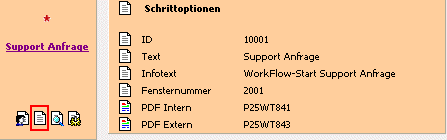 *
Support Anfrage
Schrittoptionen
ID 10001
Text Support Anfrage
Infotext WorkFlow-Start Support Anfrage
Fensternummer 2001
PDF Intern P25WT841
PDF Extern P25WT843